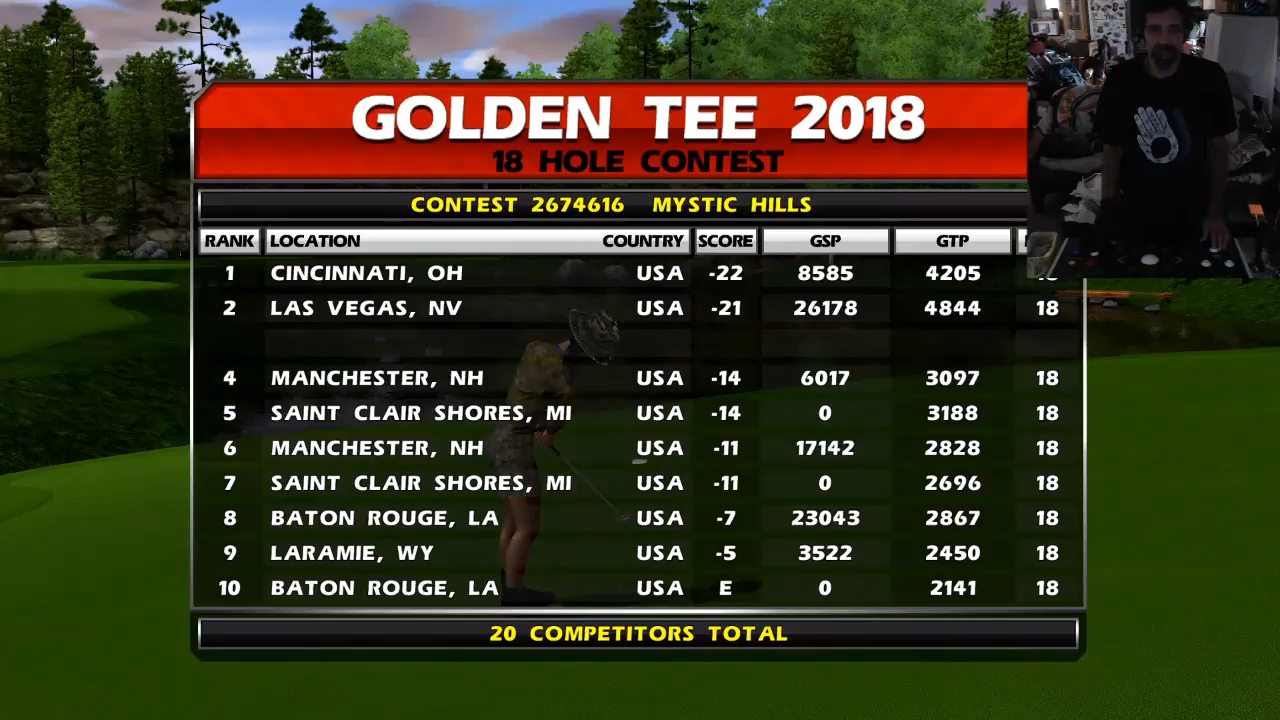 GOLDEN TEE 2018
18 HOLE CONTEST
CONTEST 2674616 MYSTIC HILLS
RANK LOCATION COUNTRY SCORE GSP GTP
1 CINCINNATI, OH USA -22 8585 4205
2 LAS VEGAS, NV USA -21 26178 4844 18
4 MANCHESTER, NH USA -14 6017 3097 18
5 SAINT CLAIR SHORES, MI USA -14 0 3188 18
6 MANCHESTER, NH USA -11 17142 2828 18
7 SAINT CLAIR SHORES, MI USA -11 0 2696 18
8 BATON ROUGE, LA USA -7 23043 2867 18
9 LARAMIE, WY USA -5 3522 2450 18
10 BATON ROUGE, LA USA E 0 2141 18
20 COMPETITORS TOTAL